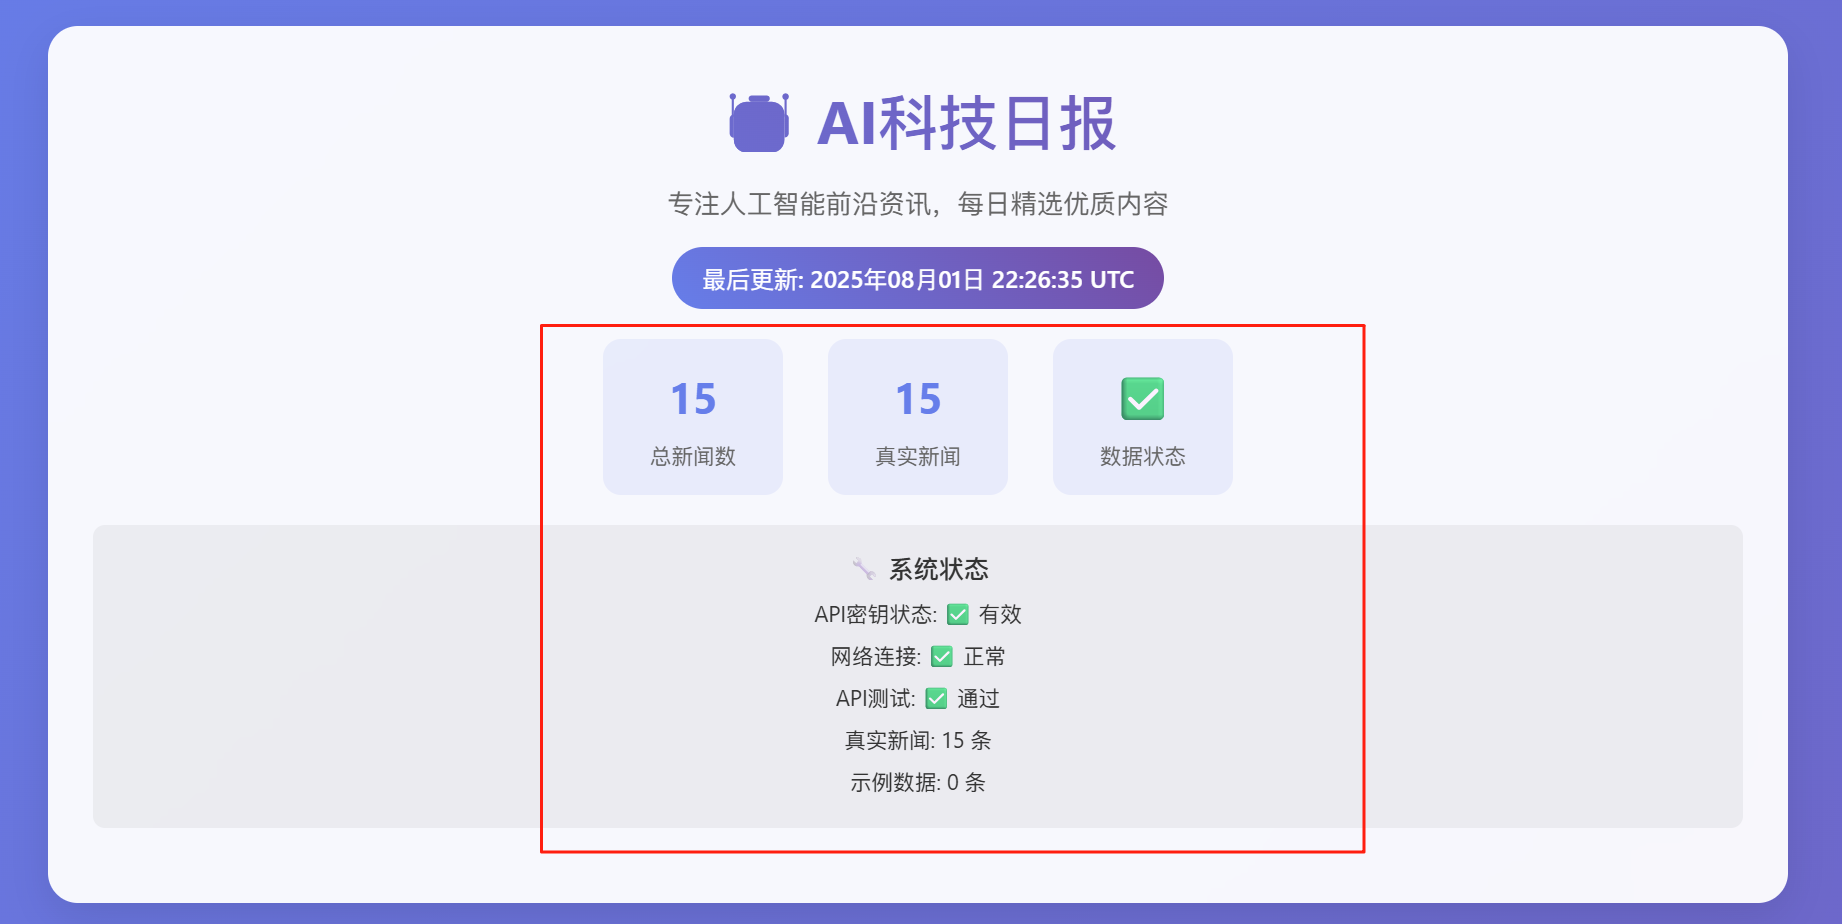 AI科技日报
专注人工智能前沿资讯，每日精选优质内容
最后更新: 2025年08月01日 22:26:35 UTC
15
总新闻数
15
真实新闻
✅
数据状态
🔧 系统状态
API密钥状态: ✅ 有效
网络连接: ✅ 正常
API测试: ✅ 通过
真实新闻: 15 条
示例数据: 0 条